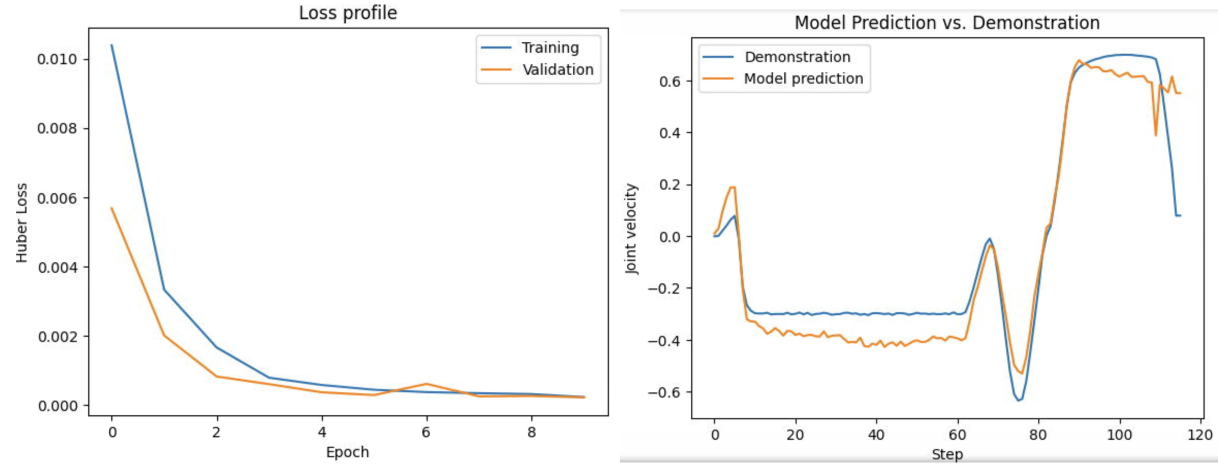 Loss profile
Training
Validation
0.010
0.008
0.006
0.004
0.002
0.000
Huber Loss
0 2 4 6 8
Epoch
Model Prediction vs. Demonstration
Demonstration
Model prediction
0.6
0.4
0.2
0.0
−0.2
−0.4
−0.6
Joint velocity
0 20 40 60 80 100 120
Step